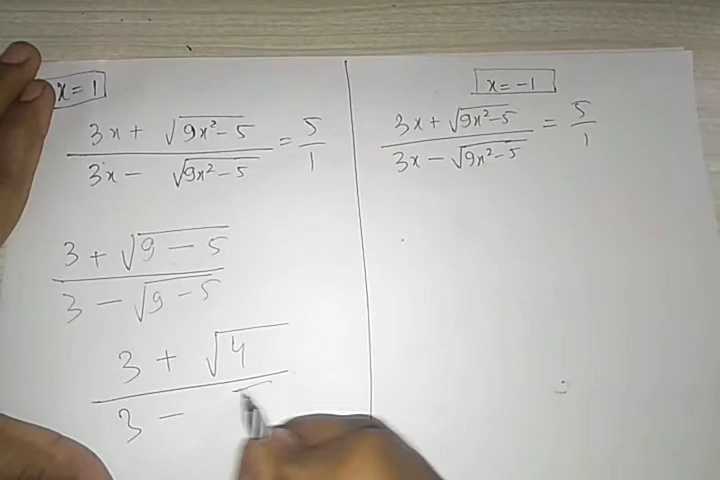 x = 1
3x + √(9x² - 5) / 3x - √(9x² - 5) = 5/1
3 + √(9 - 5) / 3 - √(9 - 5)
3 + √4 / 3 -
x = -1
3x + √(9x² - 5) / 3x - √(9x² - 5) = 5/1